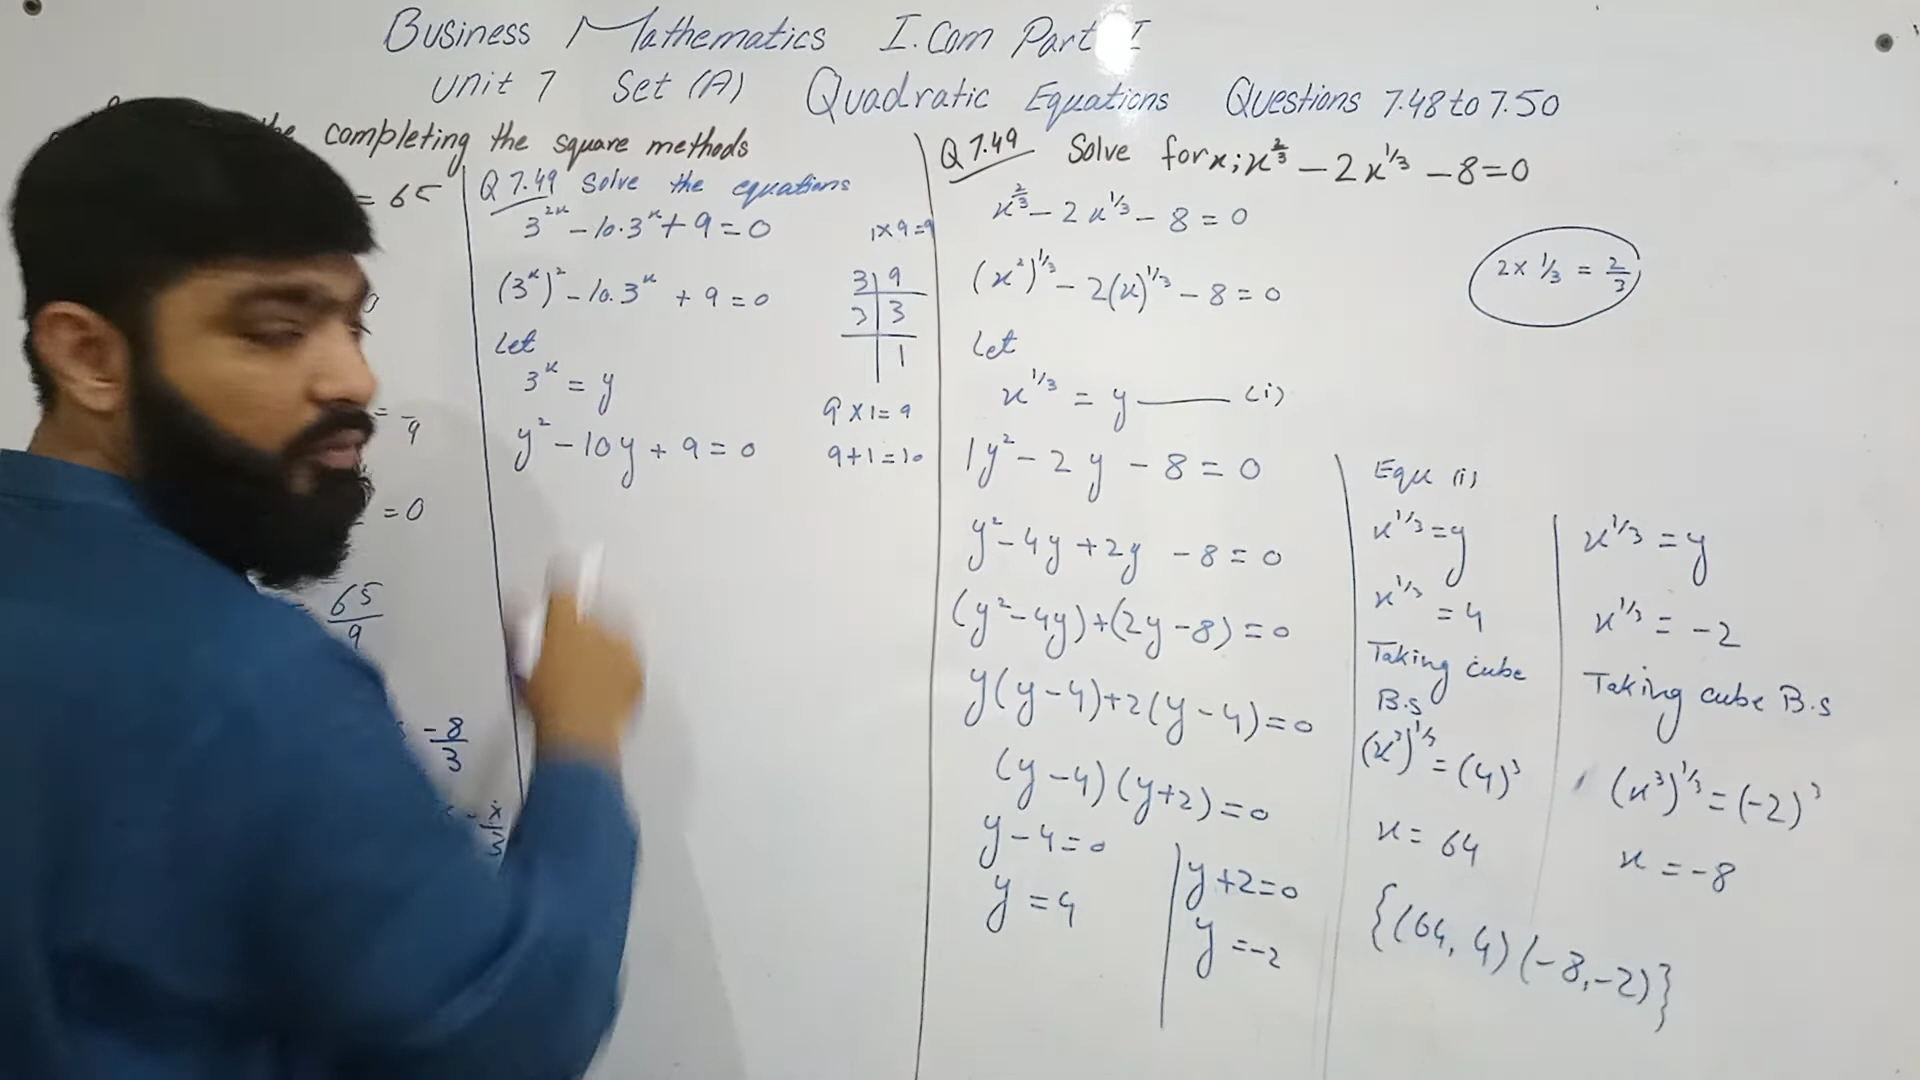 Business Mathematics I.Com Part I
Unit 7 Set (A) Quadratic Equations Questions 7.48 to 7.50
completing the square methods
= 65
= 0
65/9
-8/3
Q 7.49 Solve the equations
3^{2x} - 10.3^x + 9 = 0
(3^x)^2 - 10.3^x + 9 = 0
Let
3^x = y
y^2 - 10y + 9 = 0
1 x 9 = 9
3 | 9
3 | 3
| 1
9 x 1 = 9
9 + 1 = 10
Q 7.49 Solve for x; x^{2/3} - 2x^{1/3} - 8 = 0
x^{2/3} - 2x^{1/3} - 8 = 0
(x^2)^{1/3} - 2(x)^{1/3} - 8 = 0
Let
x^{1/3} = y —— (i)
1y^2 - 2y - 8 = 0
y^2 - 4y + 2y - 8 = 0
(y^2 - 4y) + (2y - 8) = 0
y(y - 4) + 2(y - 4) = 0
(y - 4)(y + 2) = 0
y - 4 = 0
y = 4
y + 2 = 0
y = -2
2 x 1/3 = 2/3
Equ (i)
x^{1/3} = y
x^{1/3} = 4
Taking cube
B.s
(x^3)^{1/3} = (4)^3
x = 64
x^{1/3} = y
x^{1/3} = -2
Taking cube B.s
(x^3)^{1/3} = (-2)^3
x = -8
{(64, 4)(-8, -2)}